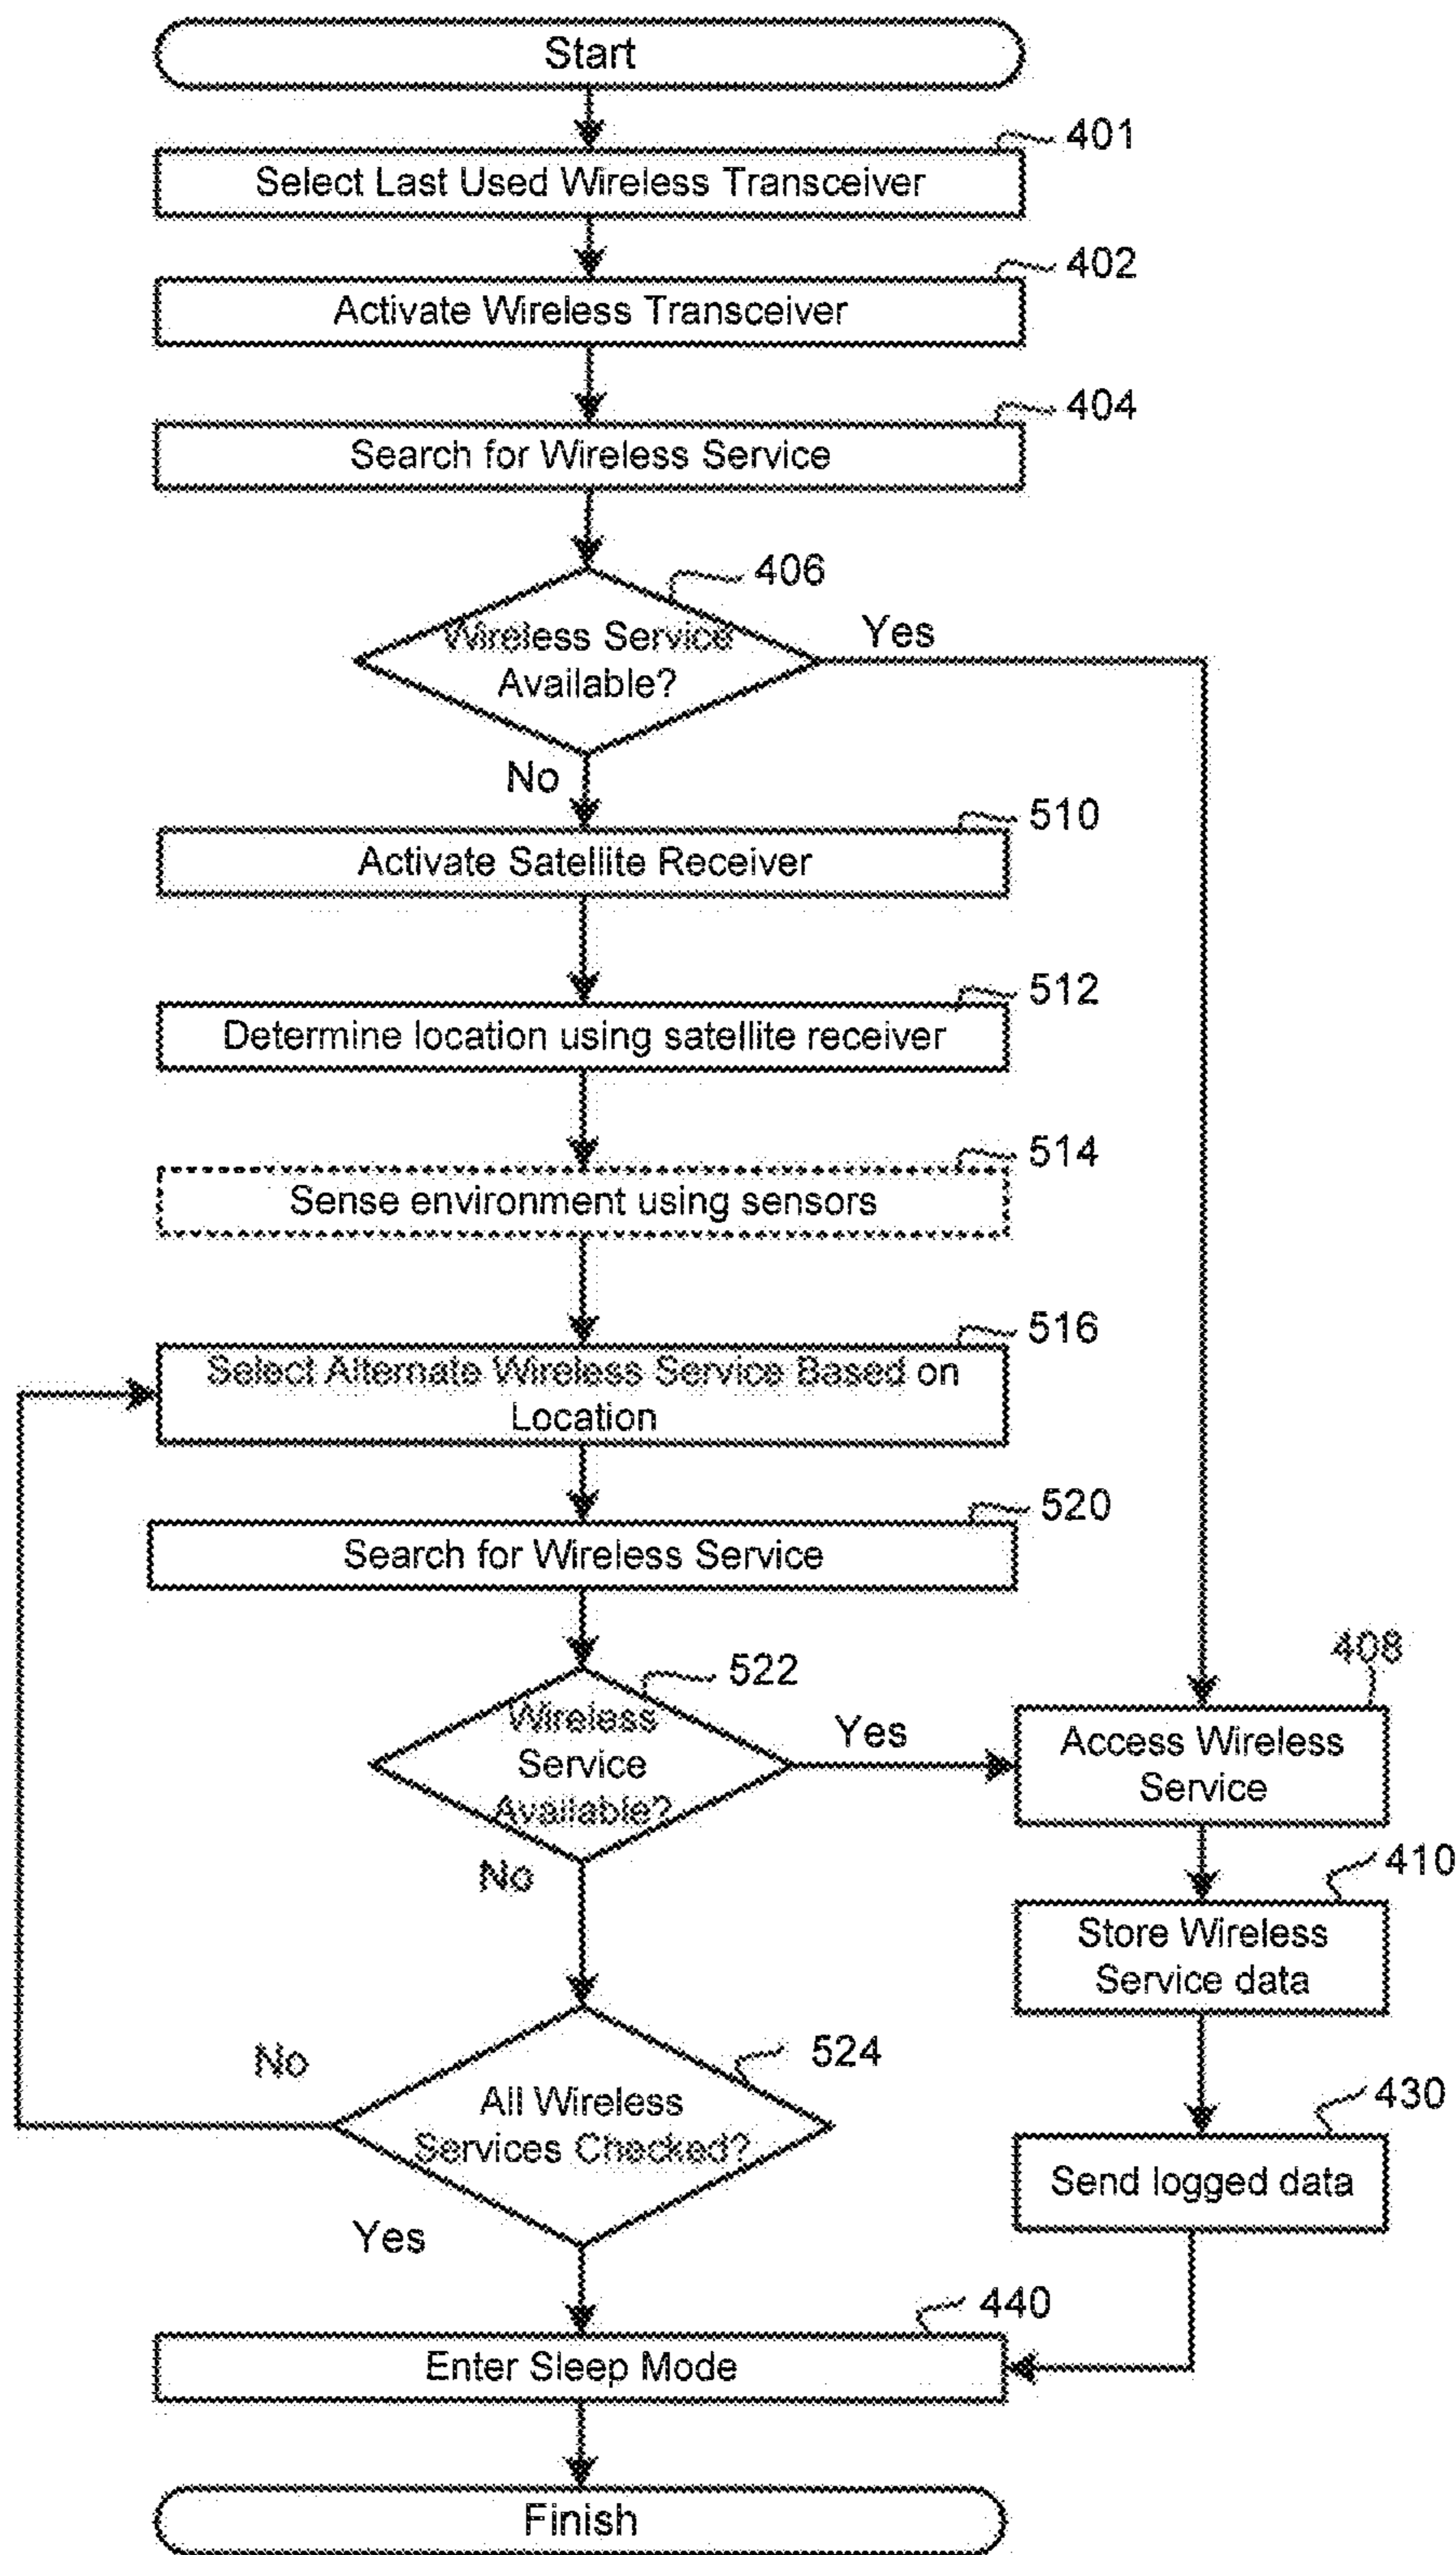 Start
401
Select Last Used Wireless Transceiver
402
Activate Wireless Transceiver
404
Search for Wireless Service
406
Wireless Service
Available?
Yes
No
510
Activate Satellite Receiver
512
Determine location using satellite receiver
514
Sense environment using sensors
516
Select Alternate Wireless Service Based on
Location
520
Search for Wireless Service
522
Wireless
Service
Available?
Yes
No
408
Access Wireless
Service
410
Store Wireless
Service data
524
All Wireless
Services Checked?
No
Yes
430
Send logged data
440
Enter Sleep Mode
Finish